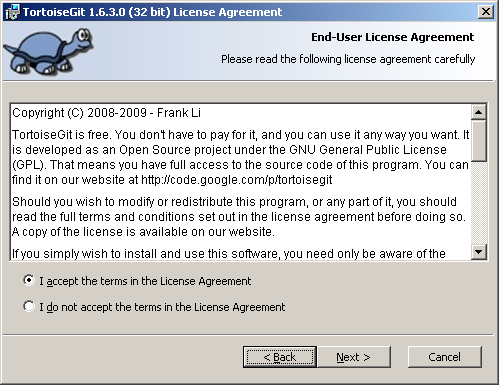 TortoiseGit 1.6.3.0 (32 bit) License Agreement
End-User License Agreement
Please read the following license agreement carefully
Copyright (C) 2008-2009 - Frank Li
TortoiseGit is free. You don't have to pay for it, and you can use it any way you want. It
is developed as an Open Source project under the GNU General Public License
(GPL). That means you have full access to the source code of this program. You can
find it on our website at http://code.google.com/p/tortoisegit
Should you wish to modify or redistribute this program, or any part of it, you should
read the full terms and conditions set out in the license agreement before doing so.
A copy of the license is available on our website.
If you simply wish to install and use this software, you need only be aware of the
I accept the terms in the License Agreement
I do not accept the terms in the License Agreement
< Back
Next >
Cancel